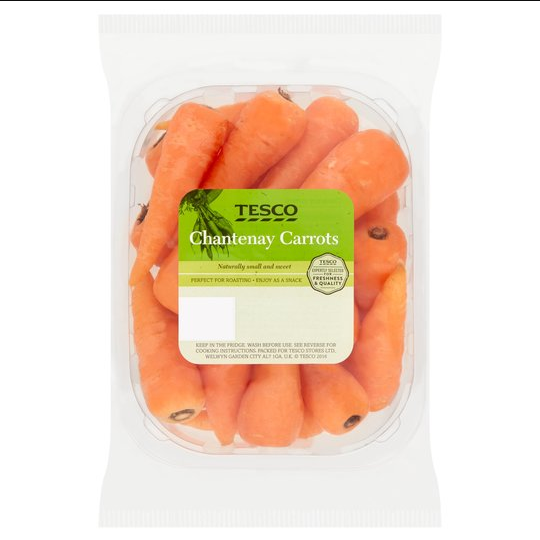 TESCO
Chantenay Carrots
Naturally small and sweet
PERFECT FOR ROASTING • ENJOY AS A SNACK
TESCO
EXPERTLY SELECTED
FOR
FRESHNESS
& QUALITY
KEEP IN THE FRIDGE. WASH BEFORE USE. SEE REVERSE FOR
COOKING INSTRUCTIONS. PACKED FOR TESCO STORES LTD.,
WELWYN GARDEN CITY AL7 1GA, U.K. © TESCO 2016